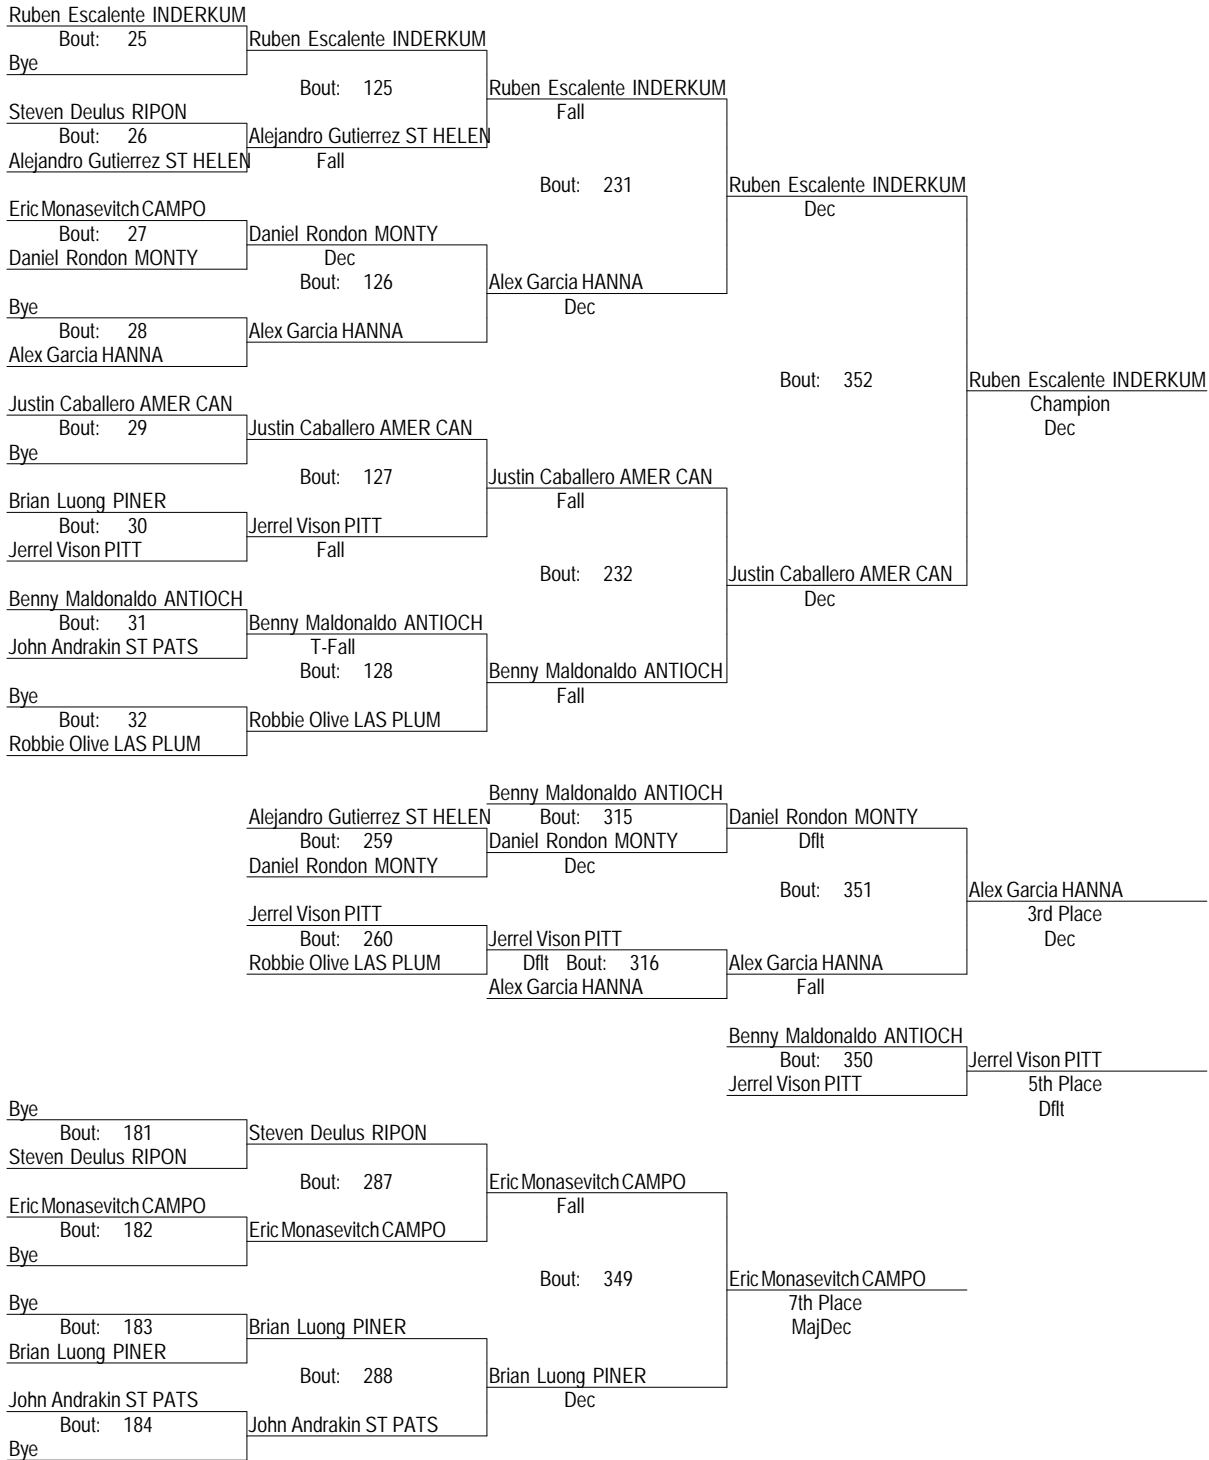 Ruben Escalente INDERKUM
Bout: 25
Bye
Ruben Escalente INDERKUM
Bout: 125
Steven Deulus RIPON
Bout: 26
Alejandro Gutierrez ST HELEN
Alejandro Gutierrez ST HELEN
Fall
Ruben Escalente INDERKUM
Fall
Bout: 231
Eric Monasevitch CAMPO
Bout: 27
Daniel Rondon MONTY
Daniel Rondon MONTY
Dec
Bout: 126
Bye
Bout: 28
Alex Garcia HANNA
Alex Garcia HANNA
Alex Garcia HANNA
Dec
Ruben Escalente INDERKUM
Dec
Bout: 352
Ruben Escalente INDERKUM
Champion
Dec
Justin Caballero AMER CAN
Bout: 29
Bye
Justin Caballero AMER CAN
Bout: 127
Brian Luong PINER
Bout: 30
Jerrel Vison PITT
Jerrel Vison PITT
Fall
Justin Caballero AMER CAN
Fall
Bout: 232
Justin Caballero AMER CAN
Dec
Benny Maldonaldo ANTIOCH
Bout: 31
John Andrakin ST PATS
Benny Maldonaldo ANTIOCH
T-Fall
Bout: 128
Bye
Bout: 32
Robbie Olive LAS PLUM
Robbie Olive LAS PLUM
Benny Maldonaldo ANTIOCH
Fall
Benny Maldonaldo ANTIOCH
Alejandro Gutierrez ST HELEN
Bout: 315
Bout: 259
Daniel Rondon MONTY
Daniel Rondon MONTY
Dec
Daniel Rondon MONTY
Dflt
Bout: 351
Alex Garcia HANNA
3rd Place
Dec
Jerrel Vison PITT
Bout: 260
Robbie Olive LAS PLUM
Jerrel Vison PITT
Dflt Bout: 316
Alex Garcia HANNA
Alex Garcia HANNA
Fall
Benny Maldonaldo ANTIOCH
Bout: 350
Jerrel Vison PITT
Jerrel Vison PITT
5th Place
Dflt
Bye
Bout: 181
Steven Deulus RIPON
Steven Deulus RIPON
Bout: 287
Eric Monasevitch CAMPO
Bout: 182
Bye
Eric Monasevitch CAMPO
Eric Monasevitch CAMPO
Fall
Bout: 349
Eric Monasevitch CAMPO
7th Place
MajDec
Bye
Bout: 183
Brian Luong PINER
Brian Luong PINER
Bout: 288
John Andrakin ST PATS
Bout: 184
Bye
John Andrakin ST PATS
Brian Luong PINER
Dec